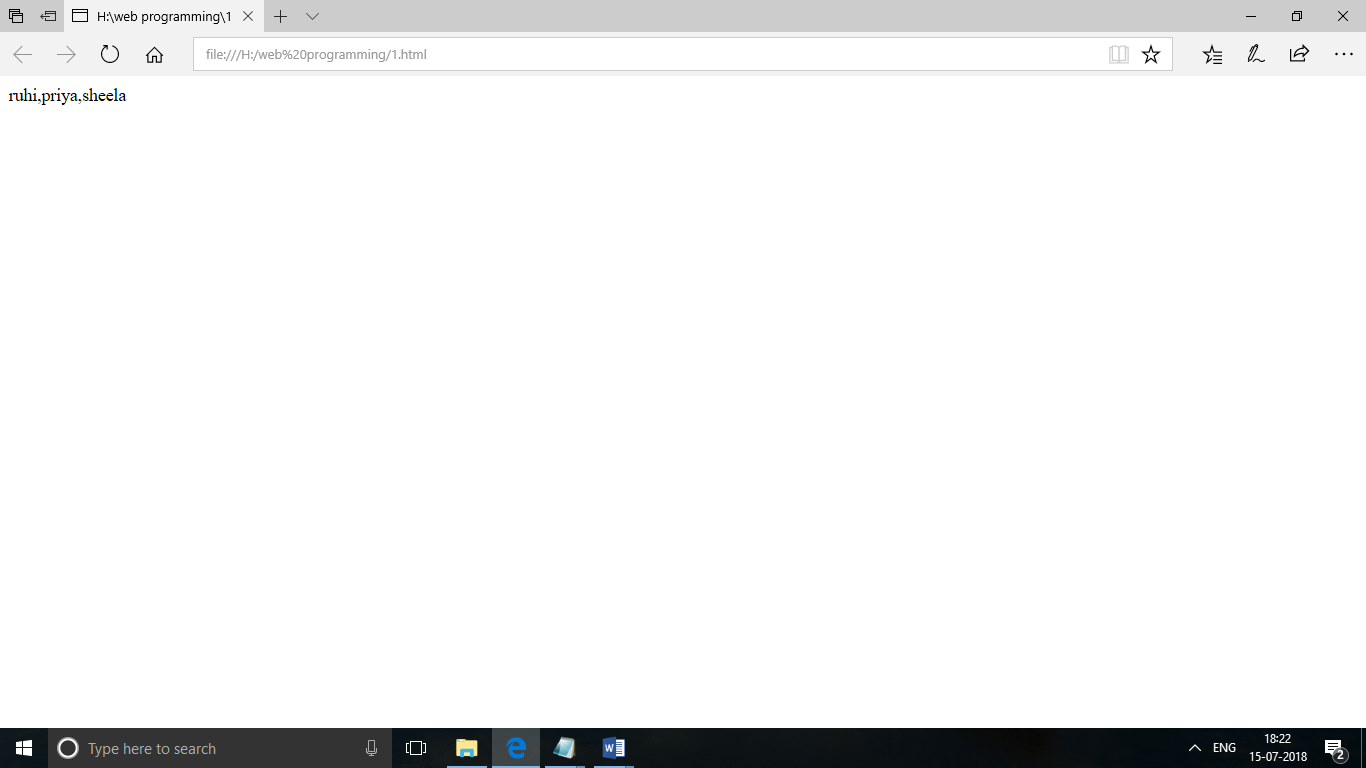 H:\web programming\1
file:///H:/web%20programming/1.html
ruhi,priya,sheela
Type here to search
W
ENG
18:22
15-07-2018
2